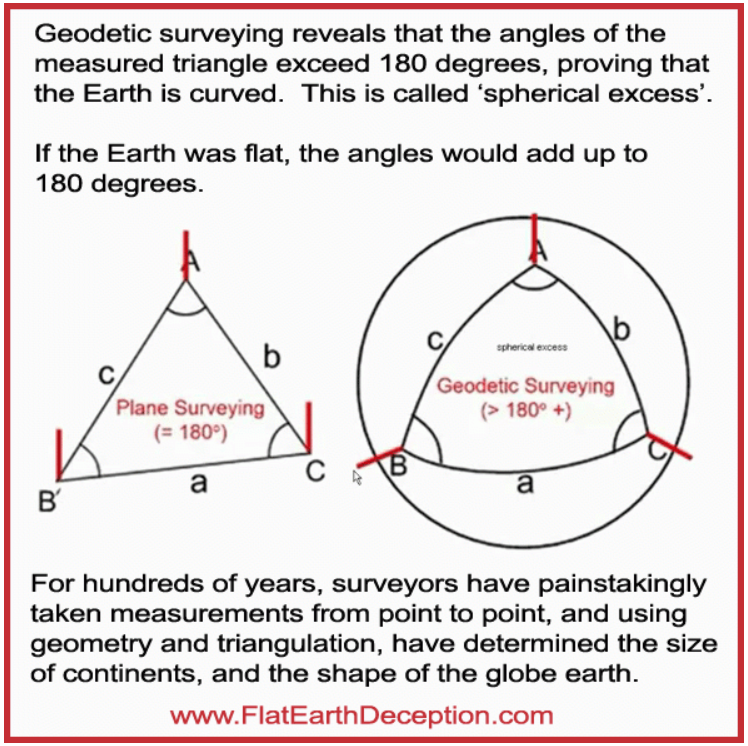 Geodetic surveying reveals that the angles of the
measured triangle exceed 180 degrees, proving that
the Earth is curved.  This is called ‘spherical excess’.
If the Earth was flat, the angles would add up to
180 degrees.
A
c
b
Plane Surveying
(= 180º)
B′
a
C
A
c
b
spherical excess
Geodetic Surveying
(> 180º +)
B
a
C
For hundreds of years, surveyors have painstakingly
taken measurements from point to point, and using
geometry and triangulation, have determined the size
of continents, and the shape of the globe earth.
www.FlatEarthDeception.com